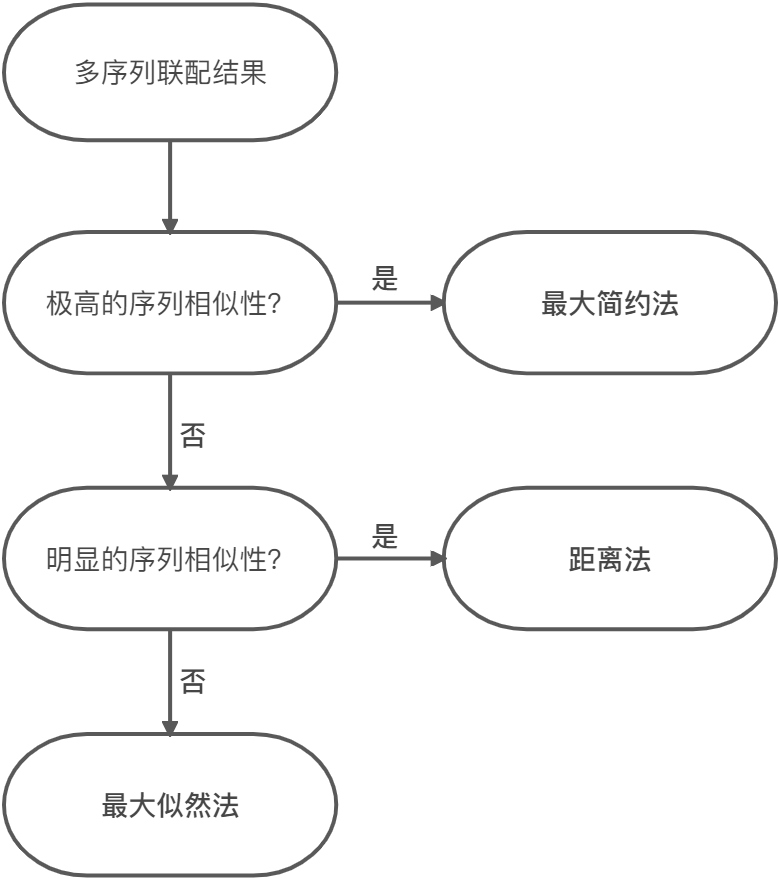 多序列联配结果
极高的序列相似性?
是
最大简约法
否
明显的序列相似性?
是
距离法
否
最大似然法